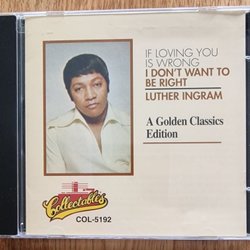 IF LOVING YOU
IS WRONG
I DON'T WANT TO
BE RIGHT
LUTHER INGRAM
A Golden Classics
Edition
Collectables
COL-5192